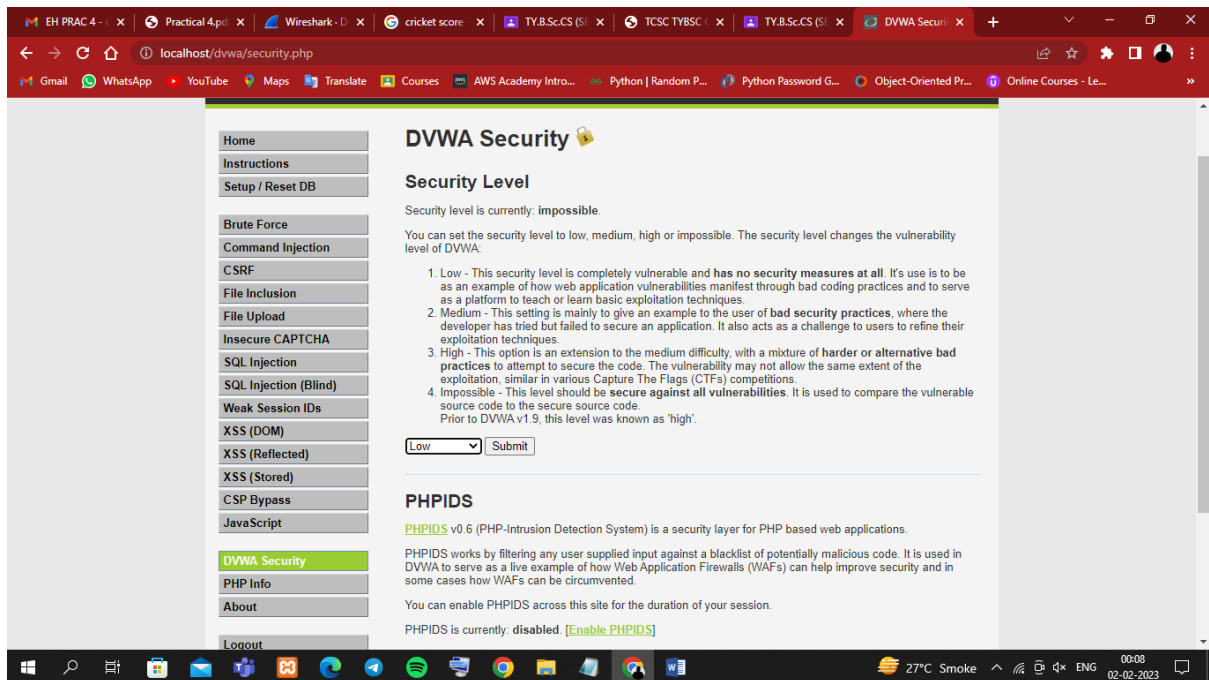 EH PRAC 4 - c
Practical 4.pd
Wireshark · D
cricket score -
TY.B.Sc.CS (SE
TCSC TYBSC C
TY.B.Sc.CS (SE
DVWA Securit
localhost/dvwa/security.php
Gmail
WhatsApp
YouTube
Maps
Translate
Courses
AWS Academy Intro...
Python | Random P...
Python Password G...
Object-Oriented Pr...
Online Courses - Le...
»
Home
Instructions
Setup / Reset DB
Brute Force
Command Injection
CSRF
File Inclusion
File Upload
Insecure CAPTCHA
SQL Injection
SQL Injection (Blind)
Weak Session IDs
XSS (DOM)
XSS (Reflected)
XSS (Stored)
CSP Bypass
JavaScript
DVWA Security
PHP Info
About
Logout
DVWA Security
Security Level
Security level is currently: impossible.
You can set the security level to low, medium, high or impossible. The security level changes the vulnerability
level of DVWA:
1. Low - This security level is completely vulnerable and has no security measures at all. It's use is to be
as an example of how web application vulnerabilities manifest through bad coding practices and to serve
as a platform to teach or learn basic exploitation techniques.
2. Medium - This setting is mainly to give an example to the user of bad security practices, where the
developer has tried but failed to secure an application. It also acts as a challenge to users to refine their
exploitation techniques.
3. High - This option is an extension to the medium difficulty, with a mixture of harder or alternative bad
practices to attempt to secure the code. The vulnerability may not allow the same extent of the
exploitation, similar in various Capture The Flags (CTFs) competitions.
4. Impossible - This level should be secure against all vulnerabilities. It is used to compare the vulnerable
source code to the secure source code.
Prior to DVWA v1.9, this level was known as 'high'.
Low
Submit
PHPIDS
PHPIDS v0.6 (PHP-Intrusion Detection System) is a security layer for PHP based web applications.
PHPIDS works by filtering any user supplied input against a blacklist of potentially malicious code. It is used in
DVWA to serve as a live example of how Web Application Firewalls (WAFs) can help improve security and in
some cases how WAFs can be circumvented.
You can enable PHPIDS across this site for the duration of your session.
PHPIDS is currently: disabled. [Enable PHPIDS]
27°C Smoke
ENG
00:08
02-02-2023